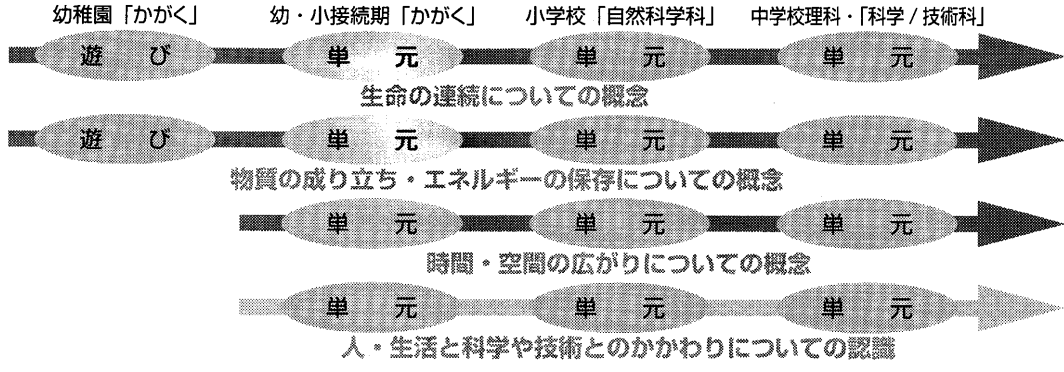 幼稚園「かがく」 幼・小接続期「かがく」 小学校「自然科学科」 中学校理科・「科学/技術科」
遊び 単元 単元 単元
生命の連続についての概念
遊び 単元 単元 単元
物質の成り立ち・エネルギーの保存についての概念
単元 単元 単元
時間・空間の広がりについての概念
単元 単元 単元
人・生活と科学や技術とのかかわりについての認識